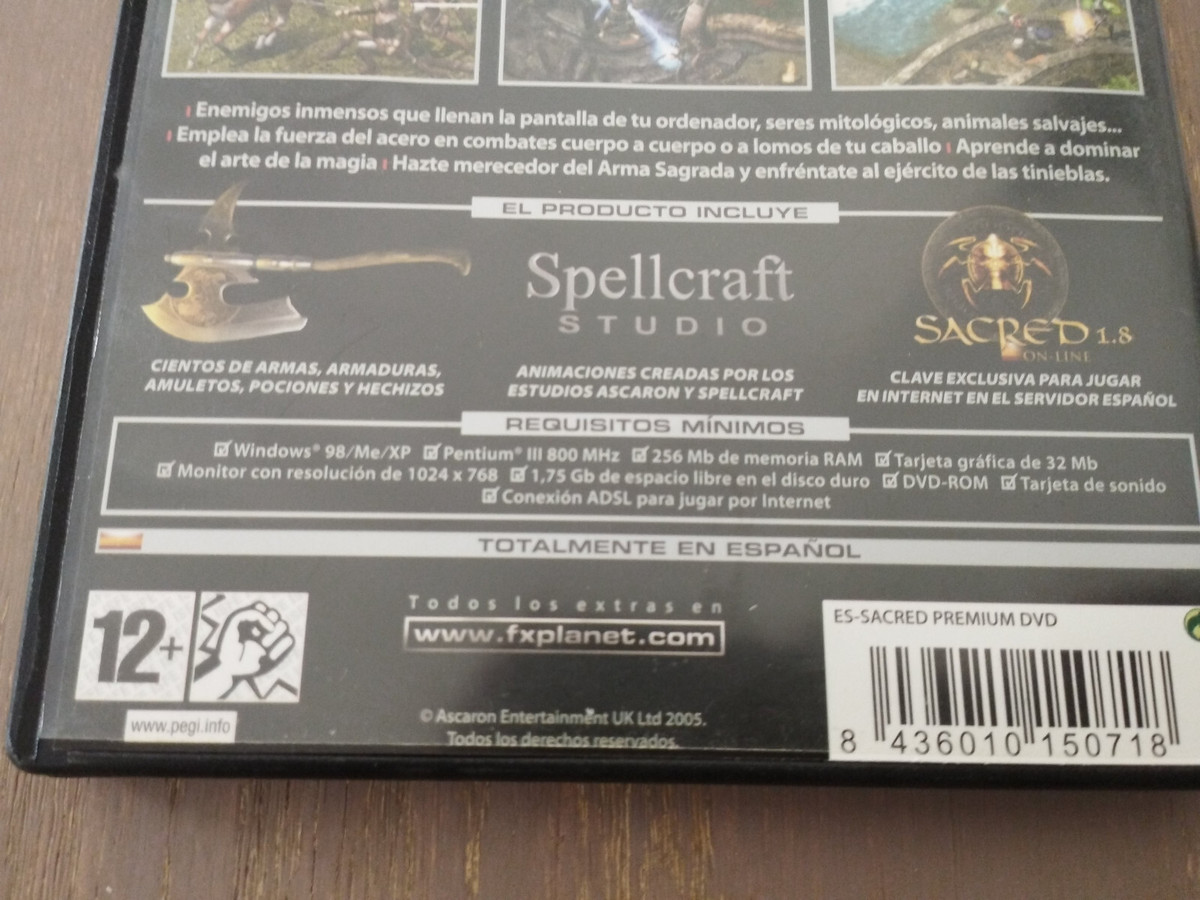 Enemigos inmensos que llenan la pantalla de tu ordenador, seres mitológicos, animales salvajes...
Emplea la fuerza del acero en combates cuerpo a cuerpo o a lomos de tu caballo Aprende a dominar
el arte de la magia Hazte merecedor del Arma Sagrada y enfréntate al ejército de las tinieblas.
EL PRODUCTO INCLUYE
Spellcraft
STUDIO
SACRED 1.8
ON-LINE
CIENTOS DE ARMAS, ARMADURAS,
AMULETOS, POCIONES Y HECHIZOS
ANIMACIONES CREADAS POR LOS
ESTUDIOS ASCARON Y SPELLCRAFT
CLAVE EXCLUSIVA PARA JUGAR
EN INTERNET EN EL SERVIDOR ESPAÑOL
REQUISITOS MÍNIMOS
☑ Windows® 98/Me/XP ☑ Pentium® III 800 MHz ☑ 256 Mb de memoria RAM ☑ Tarjeta gráfica de 32 Mb
☑ Monitor con resolución de 1024 x 768 ☑ 1,75 Gb de espacio libre en el disco duro ☑ DVD-ROM ☑ Tarjeta de sonido
☑ Conexión ADSL para jugar por Internet
TOTALMENTE EN ESPAÑOL
12+
www.pegi.info
Todos los extras en
www.fxplanet.com
© Ascaron Entertainment UK Ltd 2005.
Todos los derechos reservados.
ES-SACRED PREMIUM DVD
8 436010 150718